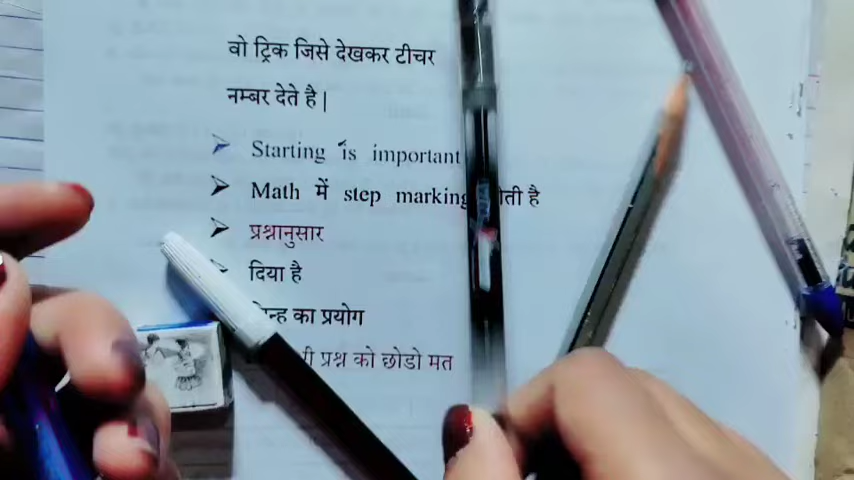 वो ट्रिक जिसे देखकर टीचर
नम्बर देते है |
Starting is important
Math में step marking होती है
प्रश्नानुसार
दिया है
का प्रयोग
प्रश्न को छोडो मत